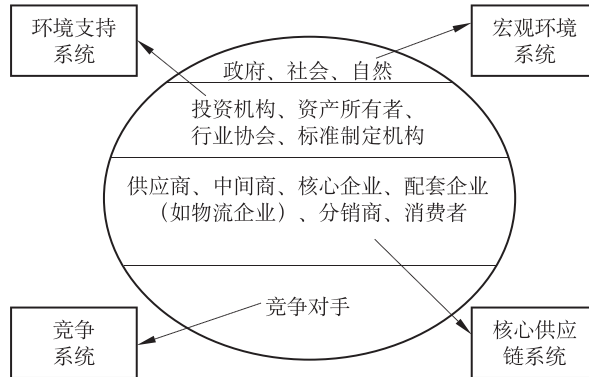 环境支持
系统
宏观环境
系统
政府、社会、自然
投资机构、资产所有者、
行业协会、标准制定机构
供应商、中间商、核心企业、配套企业
（如物流企业）、分销商、消费者
竞争对手
竞争
系统
核心供应
链系统